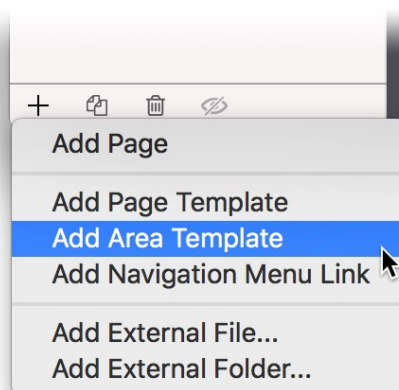 Add Page
Add Page Template
Add Area Template
Add Navigation Menu Link
Add External File...
Add External Folder...